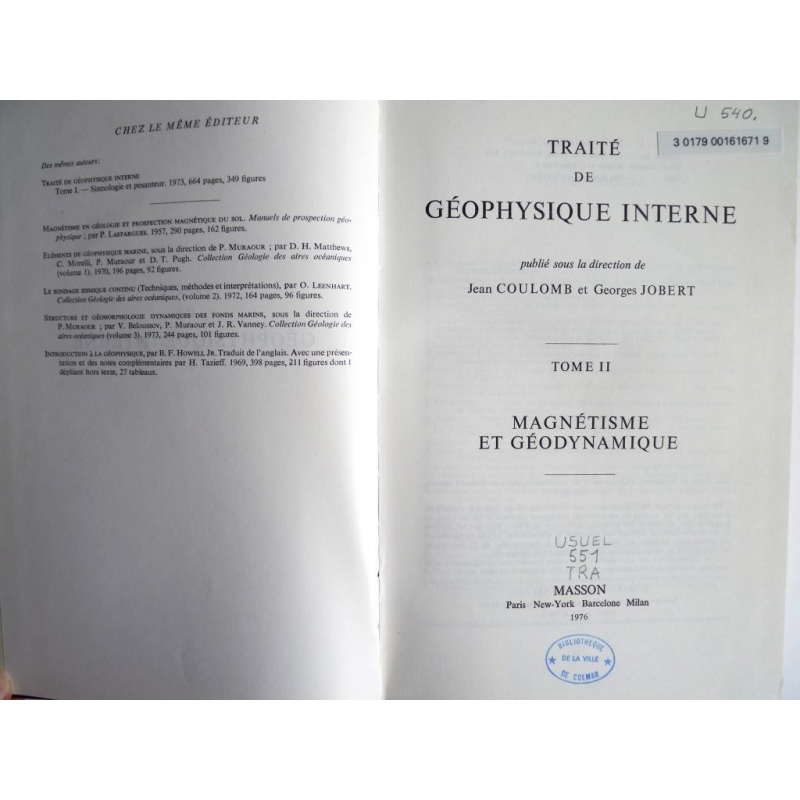 CHEZ LE MÊME ÉDITEUR
Des mêmes auteurs:
TRAITÉ DE GÉOPHYSIQUE INTERNE
Tome I. — Sismologie et pesanteur. 1973, 664 pages, 349 figures
MAGNÉTISME EN GÉOLOGIE ET PROSPECTION MAGNÉTIQUE DU SOL. Manuels de prospection géo-
physique ; par P. LASTARGUES. 1957, 290 pages, 162 figures.
ELÉMENTS DE GÉOPHYSIQUE MARINE, sous la direction de P. MURAOUR ; par D. H. Matthews,
C. Morelli, P. Muraour et D. T. Pugh. Collection Géologie des aires océaniques
(volume 1). 1970, 196 pages, 92 figures.
LE SONDAGE SISMIQUE CONTINU (Techniques, méthodes et interprétations), par O. LEENHART.
Collection Géologie des aires océaniques, (volume 2). 1972, 164 pages, 96 figures.
STRUCTURE ET GÉOMORPHOLOGIE DYNAMIQUES DES FONDS MARINS, sous la direction de
P. MURAOUR ; par V. Beloussov, P. Muraour et J. R. Vanney. Collection Géologie des
aires océaniques (volume 3). 1973, 244 pages, 101 figures.
INTRODUCTION À LA GÉOPHYSIQUE, par B. F. HOWELL JR. Traduit de l'anglais. Avec une présen-
tation et des notes complémentaires par H. Tazieff. 1969, 398 pages, 211 figures dont 1
dépliant hors texte, 27 tableaux.
U 540.
3 0179 00161671 9
TRAITÉ
DE
GÉOPHYSIQUE INTERNE
publié sous la direction de
Jean COULOMB et Georges JOBERT
TOME II
MAGNÉTISME
ET GÉODYNAMIQUE
USUEL
551
TRA
MASSON
Paris New-York Barcelone Milan
1976
BIBLIOTHEQUE
DE LA VILLE
DE COLMAR